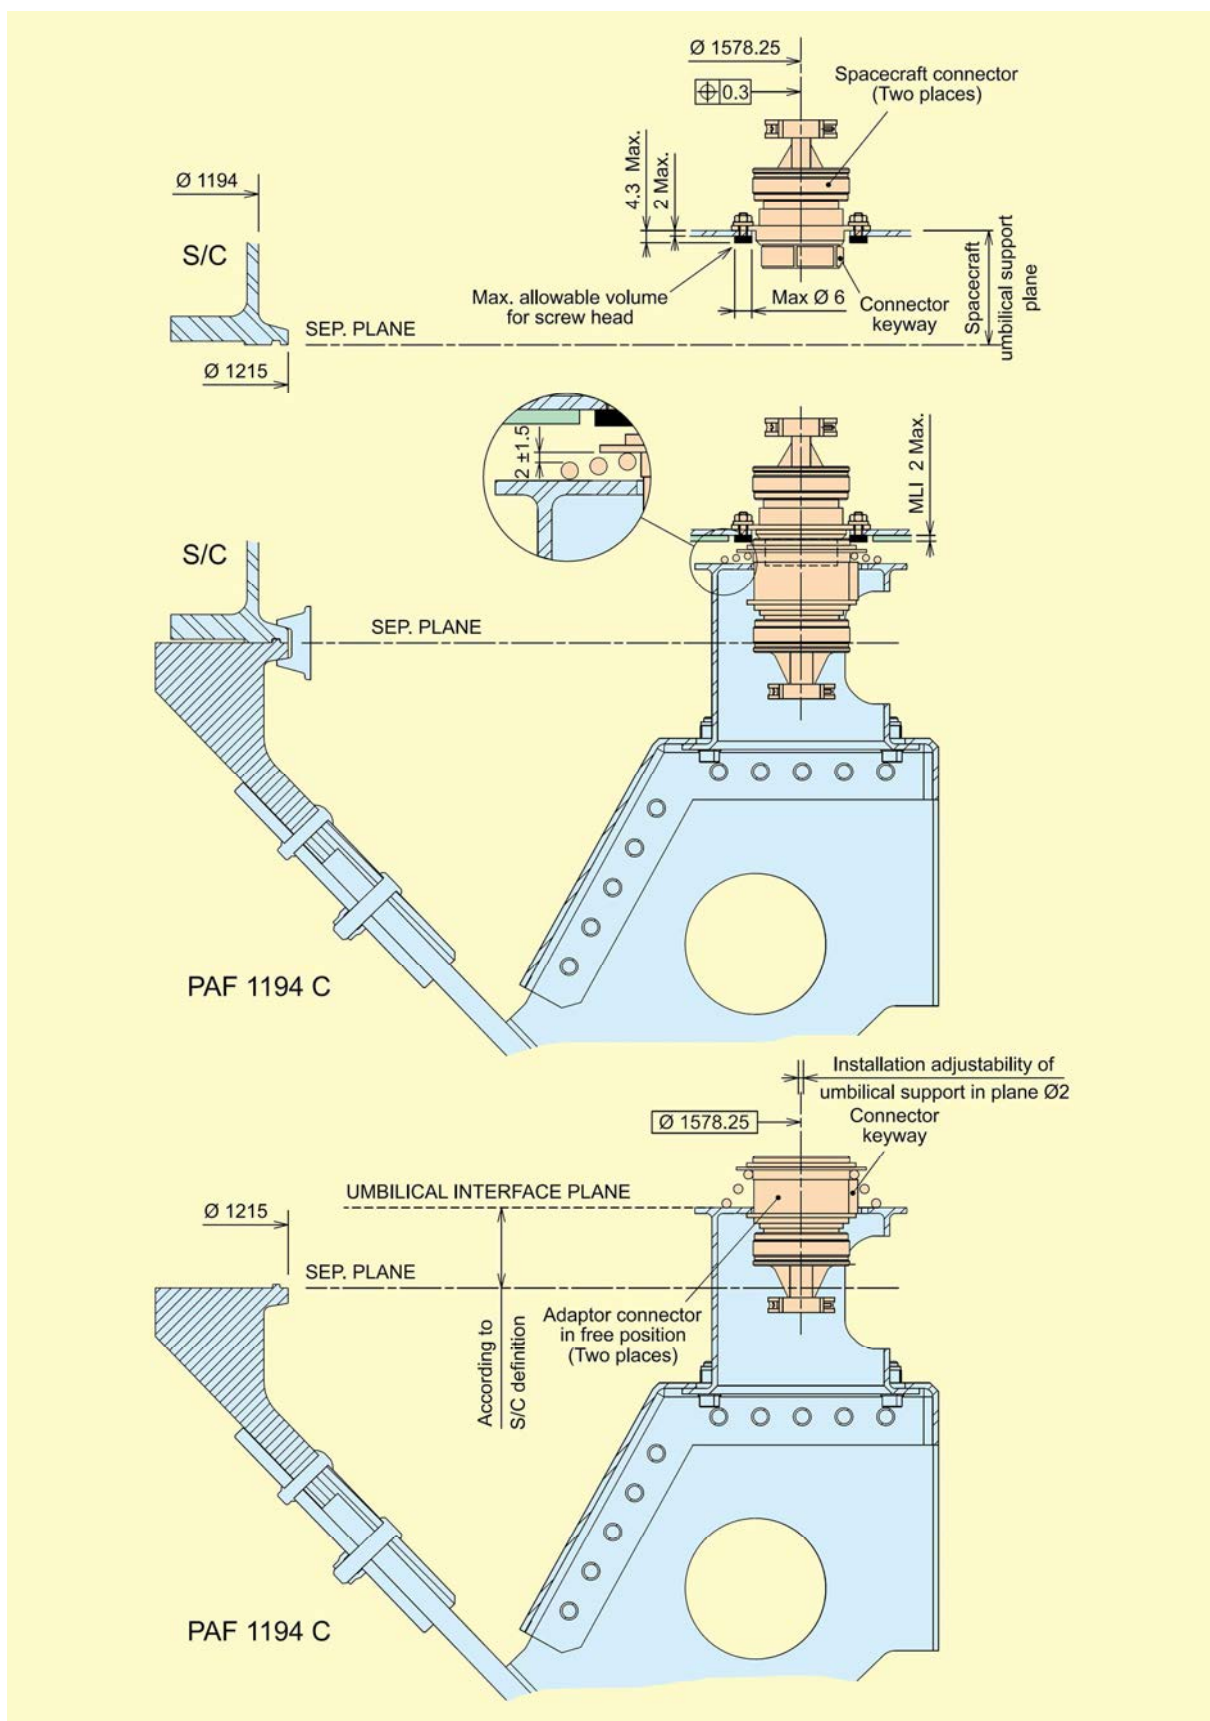 Ø 1578.25
Spacecraft connector
(Two places)
⌖ 0.3
4.3 Max.
2 Max.
Ø 1194
S/C
Spacecraft
umbilical support
plane
Max. allowable volume
for screw head
Max Ø 6
Connector
keyway
SEP. PLANE
Ø 1215
2 ±1.5
MLI 2 Max.
S/C
SEP. PLANE
PAF 1194 C
Installation adjustability of
umbilical support in plane Ø2
Ø 1578.25
Connector
keyway
UMBILICAL INTERFACE PLANE
Ø 1215
SEP. PLANE
Adaptor connector
in free position
(Two places)
According to
S/C definition
PAF 1194 C